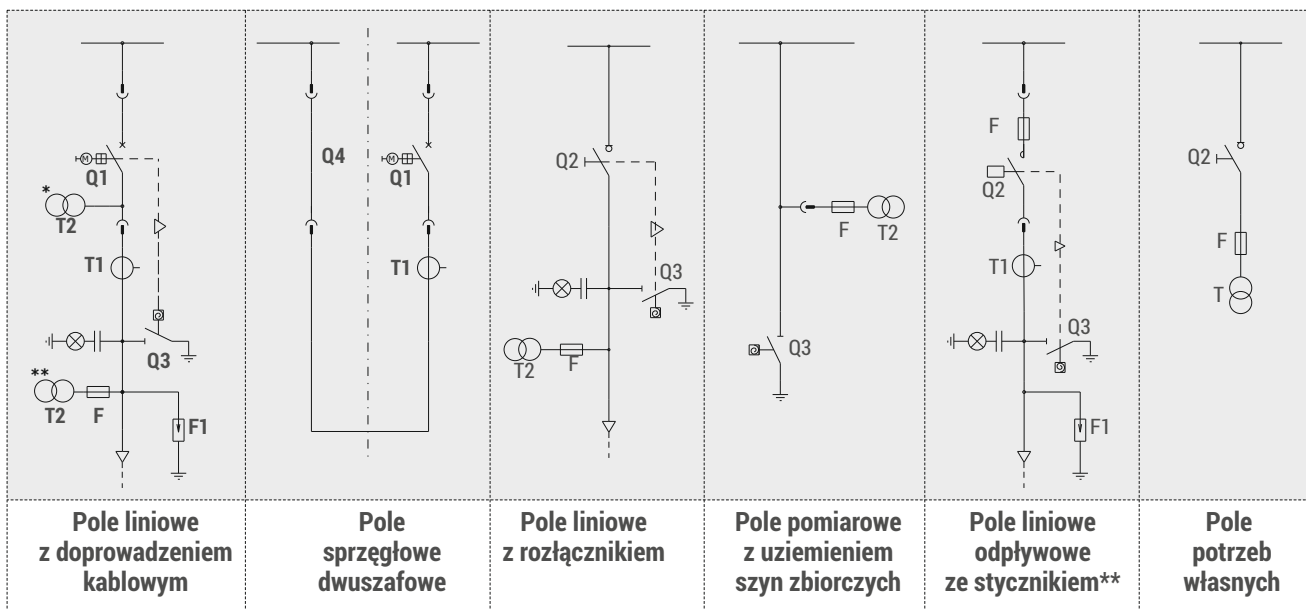 M
Q1
*
T2
T1
Q3
**
T2
F
F1
Q4
M
Q1
T1
Q2
Q3
T2
F
F
T2
Q3
F
Q2
T1
Q3
F1
Q2
F
T
Pole liniowe
z doprowadzeniem
kablowym
Pole
sprzęgłowe
dwuszafowe
Pole liniowe
z rozłącznikiem
Pole pomiarowe
z uziemieniem
szyn zbiorczych
Pole liniowe
odpływowe
ze stycznikiem**
Pole
potrzeb
własnych